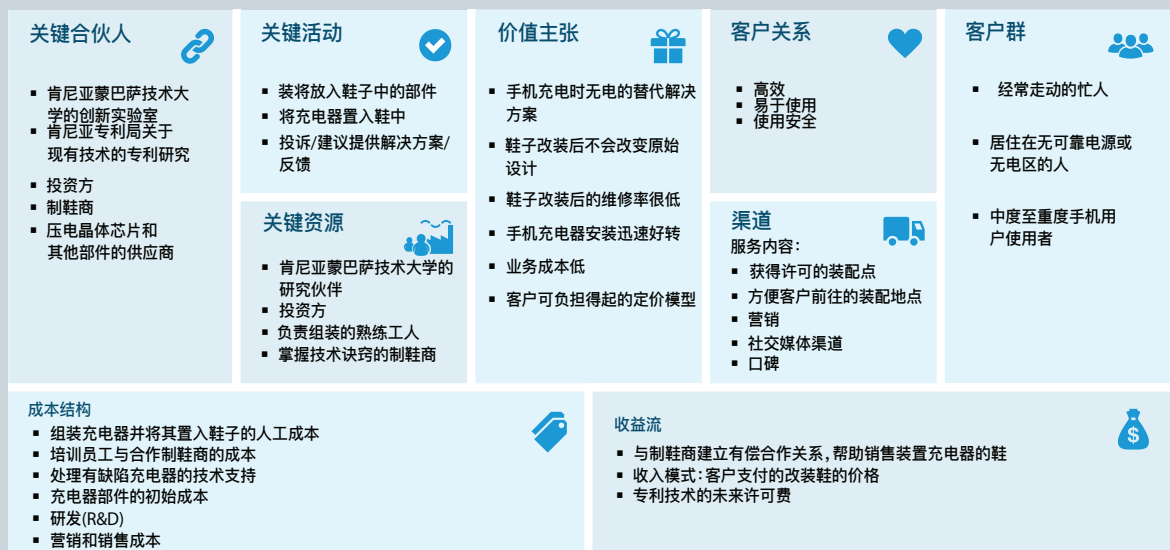 关键合伙人
肯尼亚蒙巴萨技术大
学的创新实验室
肯尼亚专利局关于
现有技术的专利研究
投资方
制鞋商
压电晶体芯片和
其他部件的供应商
关键活动
装将放入鞋子中的部件
将充电器置入鞋中
投诉/建议提供解决方案/
反馈
关键资源
肯尼亚蒙巴萨技术大学的
研究伙伴
投资方
负责组装的熟练工人
掌握技术诀窍的制鞋商
价值主张
手机充电时无电的替代解决
方案
鞋子改装后不会改变原始
设计
鞋子改装后的维修率很低
手机充电器安装迅速好转
业务成本低
客户可负担得起的定价模型
客户关系
高效
易于使用
使用安全
渠道
服务内容：
获得许可的装配点
方便客户前往的装配地点
营销
社交媒体渠道
口碑
客户群
经常走动的忙人
居住在无可靠电源或
无电区的人
中度至重度手机用
户使用者
成本结构
组装充电器并将其置入鞋子的人工成本
培训员工与合作制鞋商的成本
处理有缺陷充电器的技术支持
充电器部件的初始成本
研发(R&D)
营销和销售成本
收益流
与制鞋商建立有偿合作关系，帮助销售装置充电器的鞋
收入模式：客户支付的改装鞋的价格
专利技术的未来许可费
$